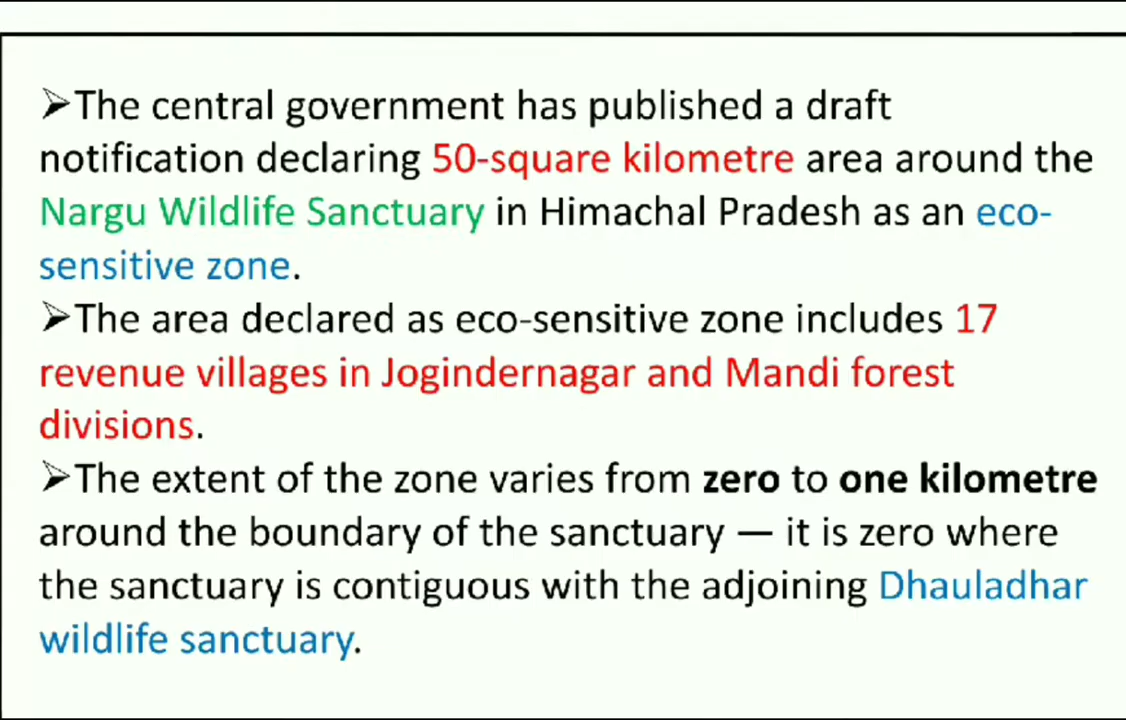 ➢The central government has published a draft
notification declaring 50-square kilometre area around the
Nargu Wildlife Sanctuary in Himachal Pradesh as an eco-
sensitive zone.
➢The area declared as eco-sensitive zone includes 17
revenue villages in Jogindernagar and Mandi forest
divisions.
➢The extent of the zone varies from zero to one kilometre
around the boundary of the sanctuary — it is zero where
the sanctuary is contiguous with the adjoining Dhauladhar
wildlife sanctuary.